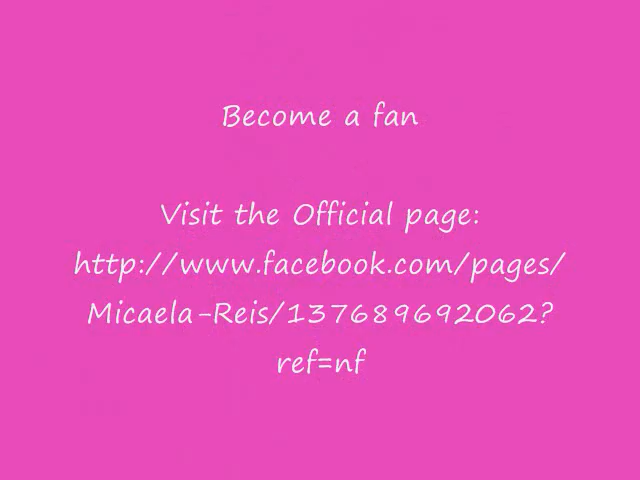 Become a fan
Visit the Official page:
http://www.facebook.com/pages/
Micaela-Reis/137689692062?
ref=nf